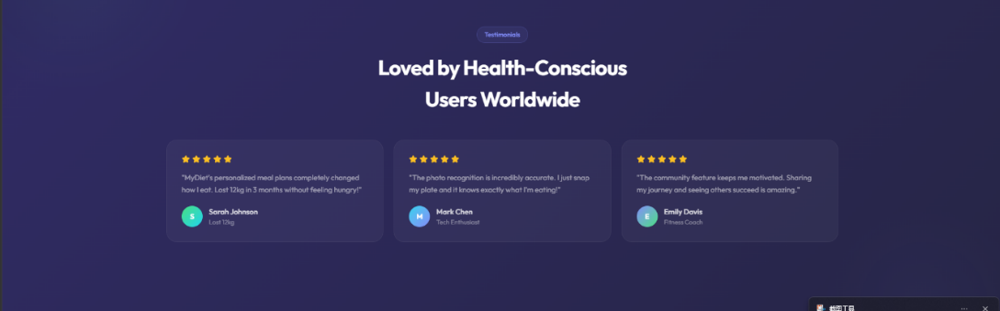 Testimonials
Loved by Health-Conscious
Users Worldwide
"MyDiet's personalized meal plans completely changed
how I eat. Lost 12kg in 3 months without feeling hungry!"
S
Sarah Johnson
Lost 12kg
"The photo recognition is incredibly accurate. I just snap
my plate and it knows exactly what I'm eating!"
M
Mark Chen
Tech Enthusiast
"The community feature keeps me motivated. Sharing
my journey and seeing others succeed is amazing."
E
Emily Davis
Fitness Coach
截图工具